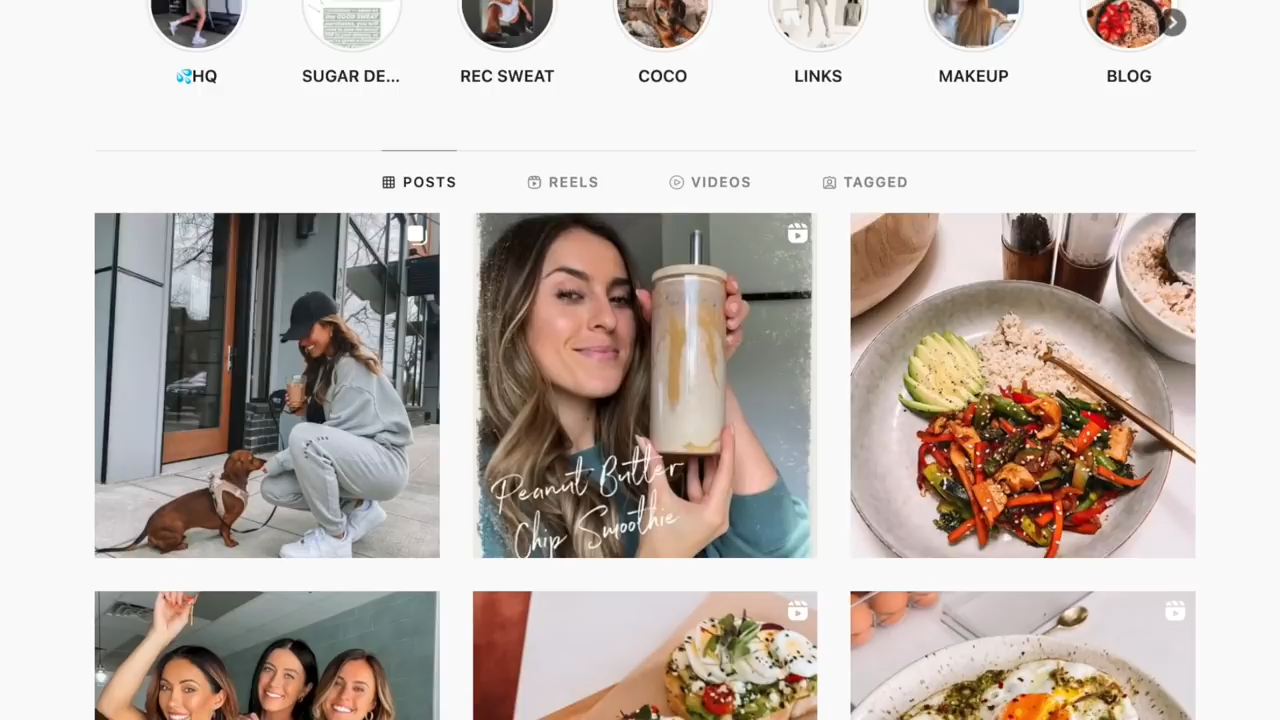 💦HQ
SUGAR DE...
REC SWEAT
COCO
LINKS
MAKEUP
BLOG
POSTS
REELS
VIDEOS
TAGGED
Peanut Butter
Chip Smoothie